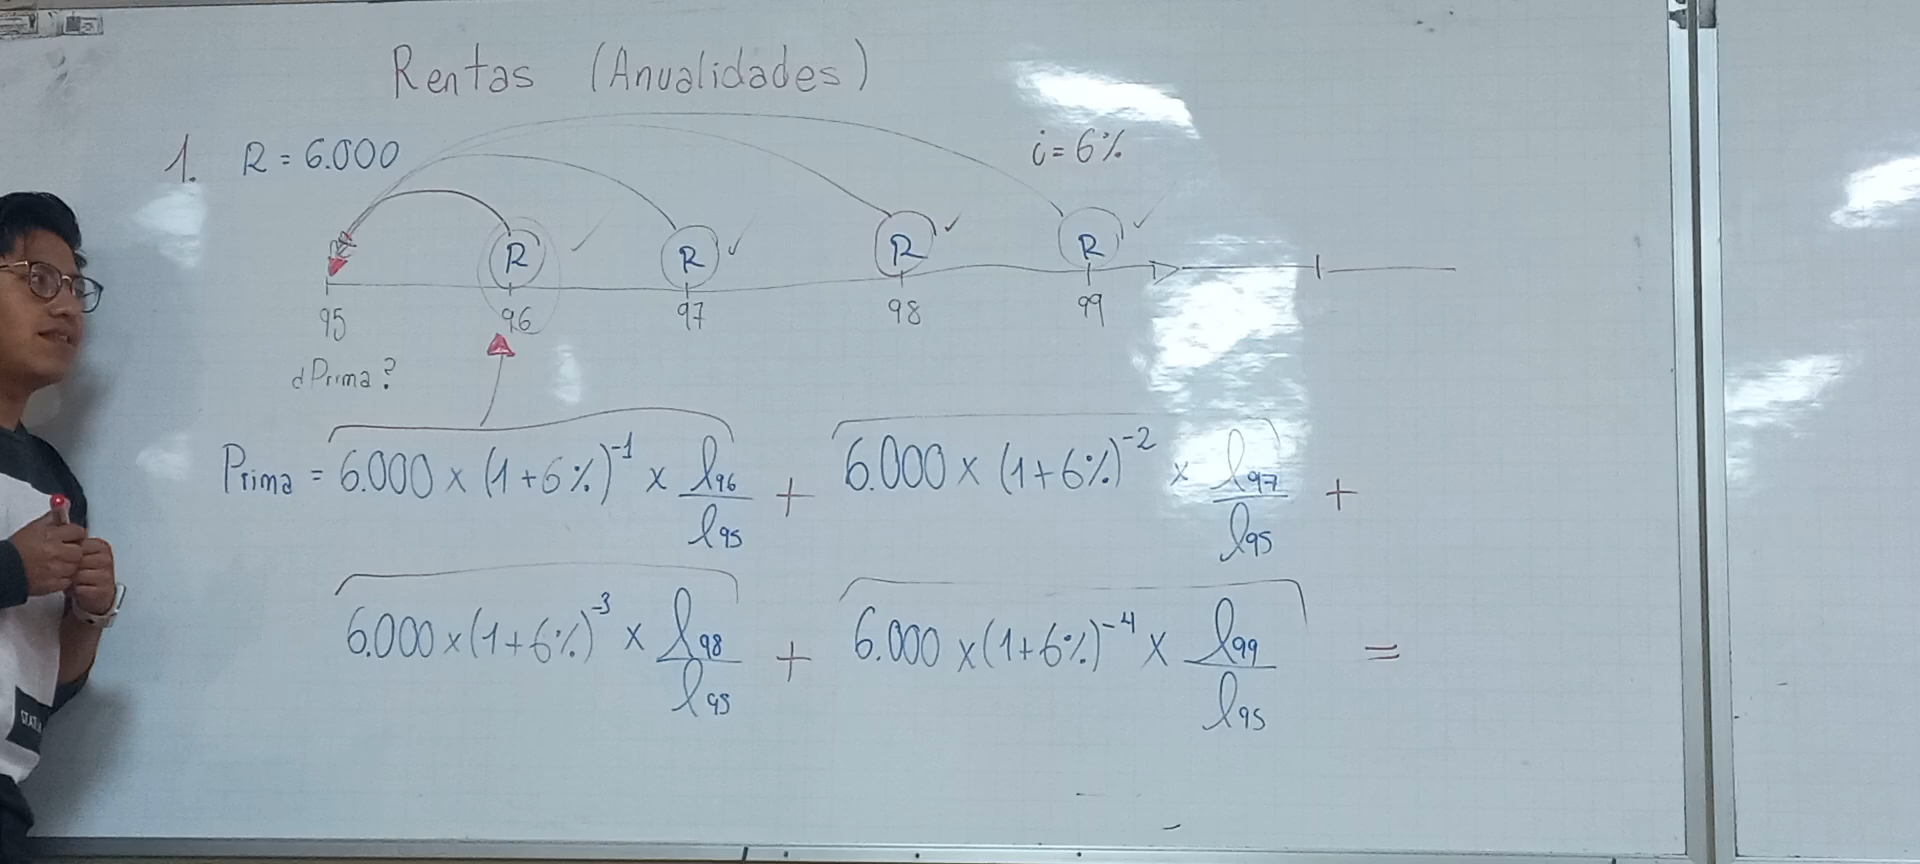 Rentas (Anualidades)
1. R = 6.000 i = 6%
R R R R
95 96 97 98 99
¿Prima?
Prima = 6.000 x (1+6%)^-1 x l96/l95 + 6.000 x (1+6%)^-2 x l97/l95 +
6.000 x (1+6%)^-3 x l98/l95 + 6.000 x (1+6%)^-4 x l99/l95 =